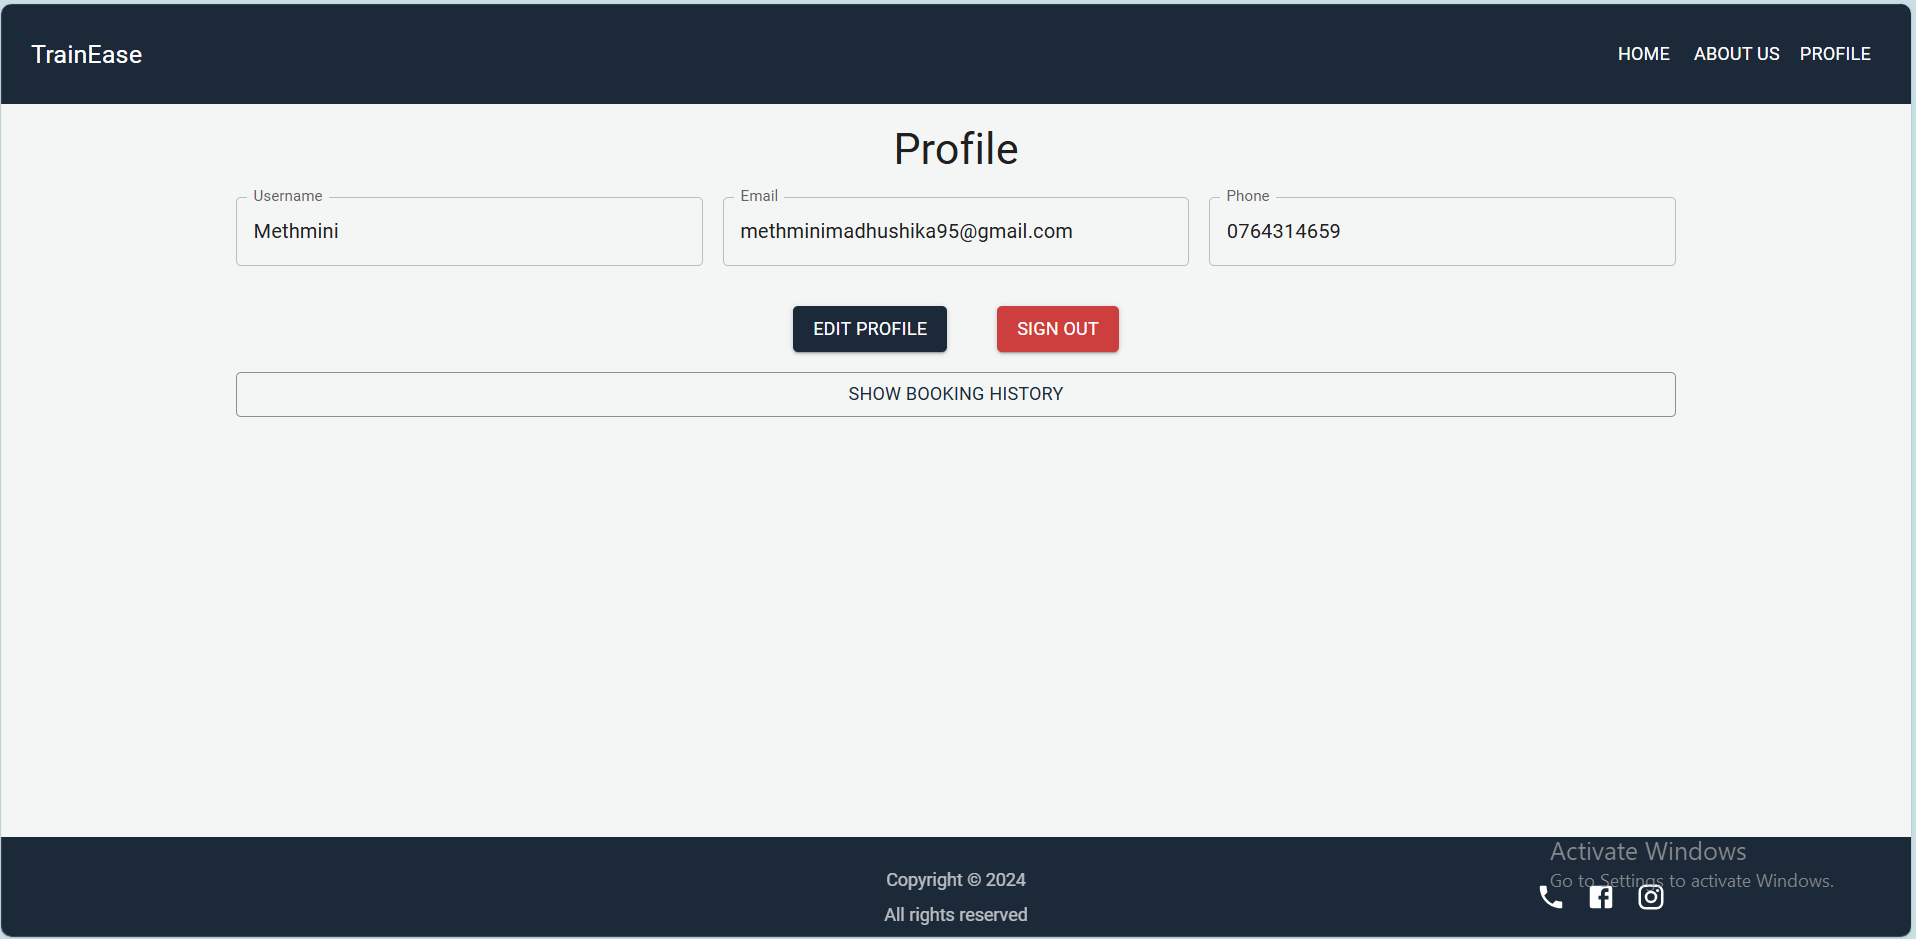 TrainEase
HOME ABOUT US PROFILE
Profile
Username Email Phone
Methmini methminimadhushika95@gmail.com 0764314659
EDIT PROFILE SIGN OUT
SHOW BOOKING HISTORY
Activate Windows
Go to Settings to activate Windows.
Copyright © 2024
All rights reserved